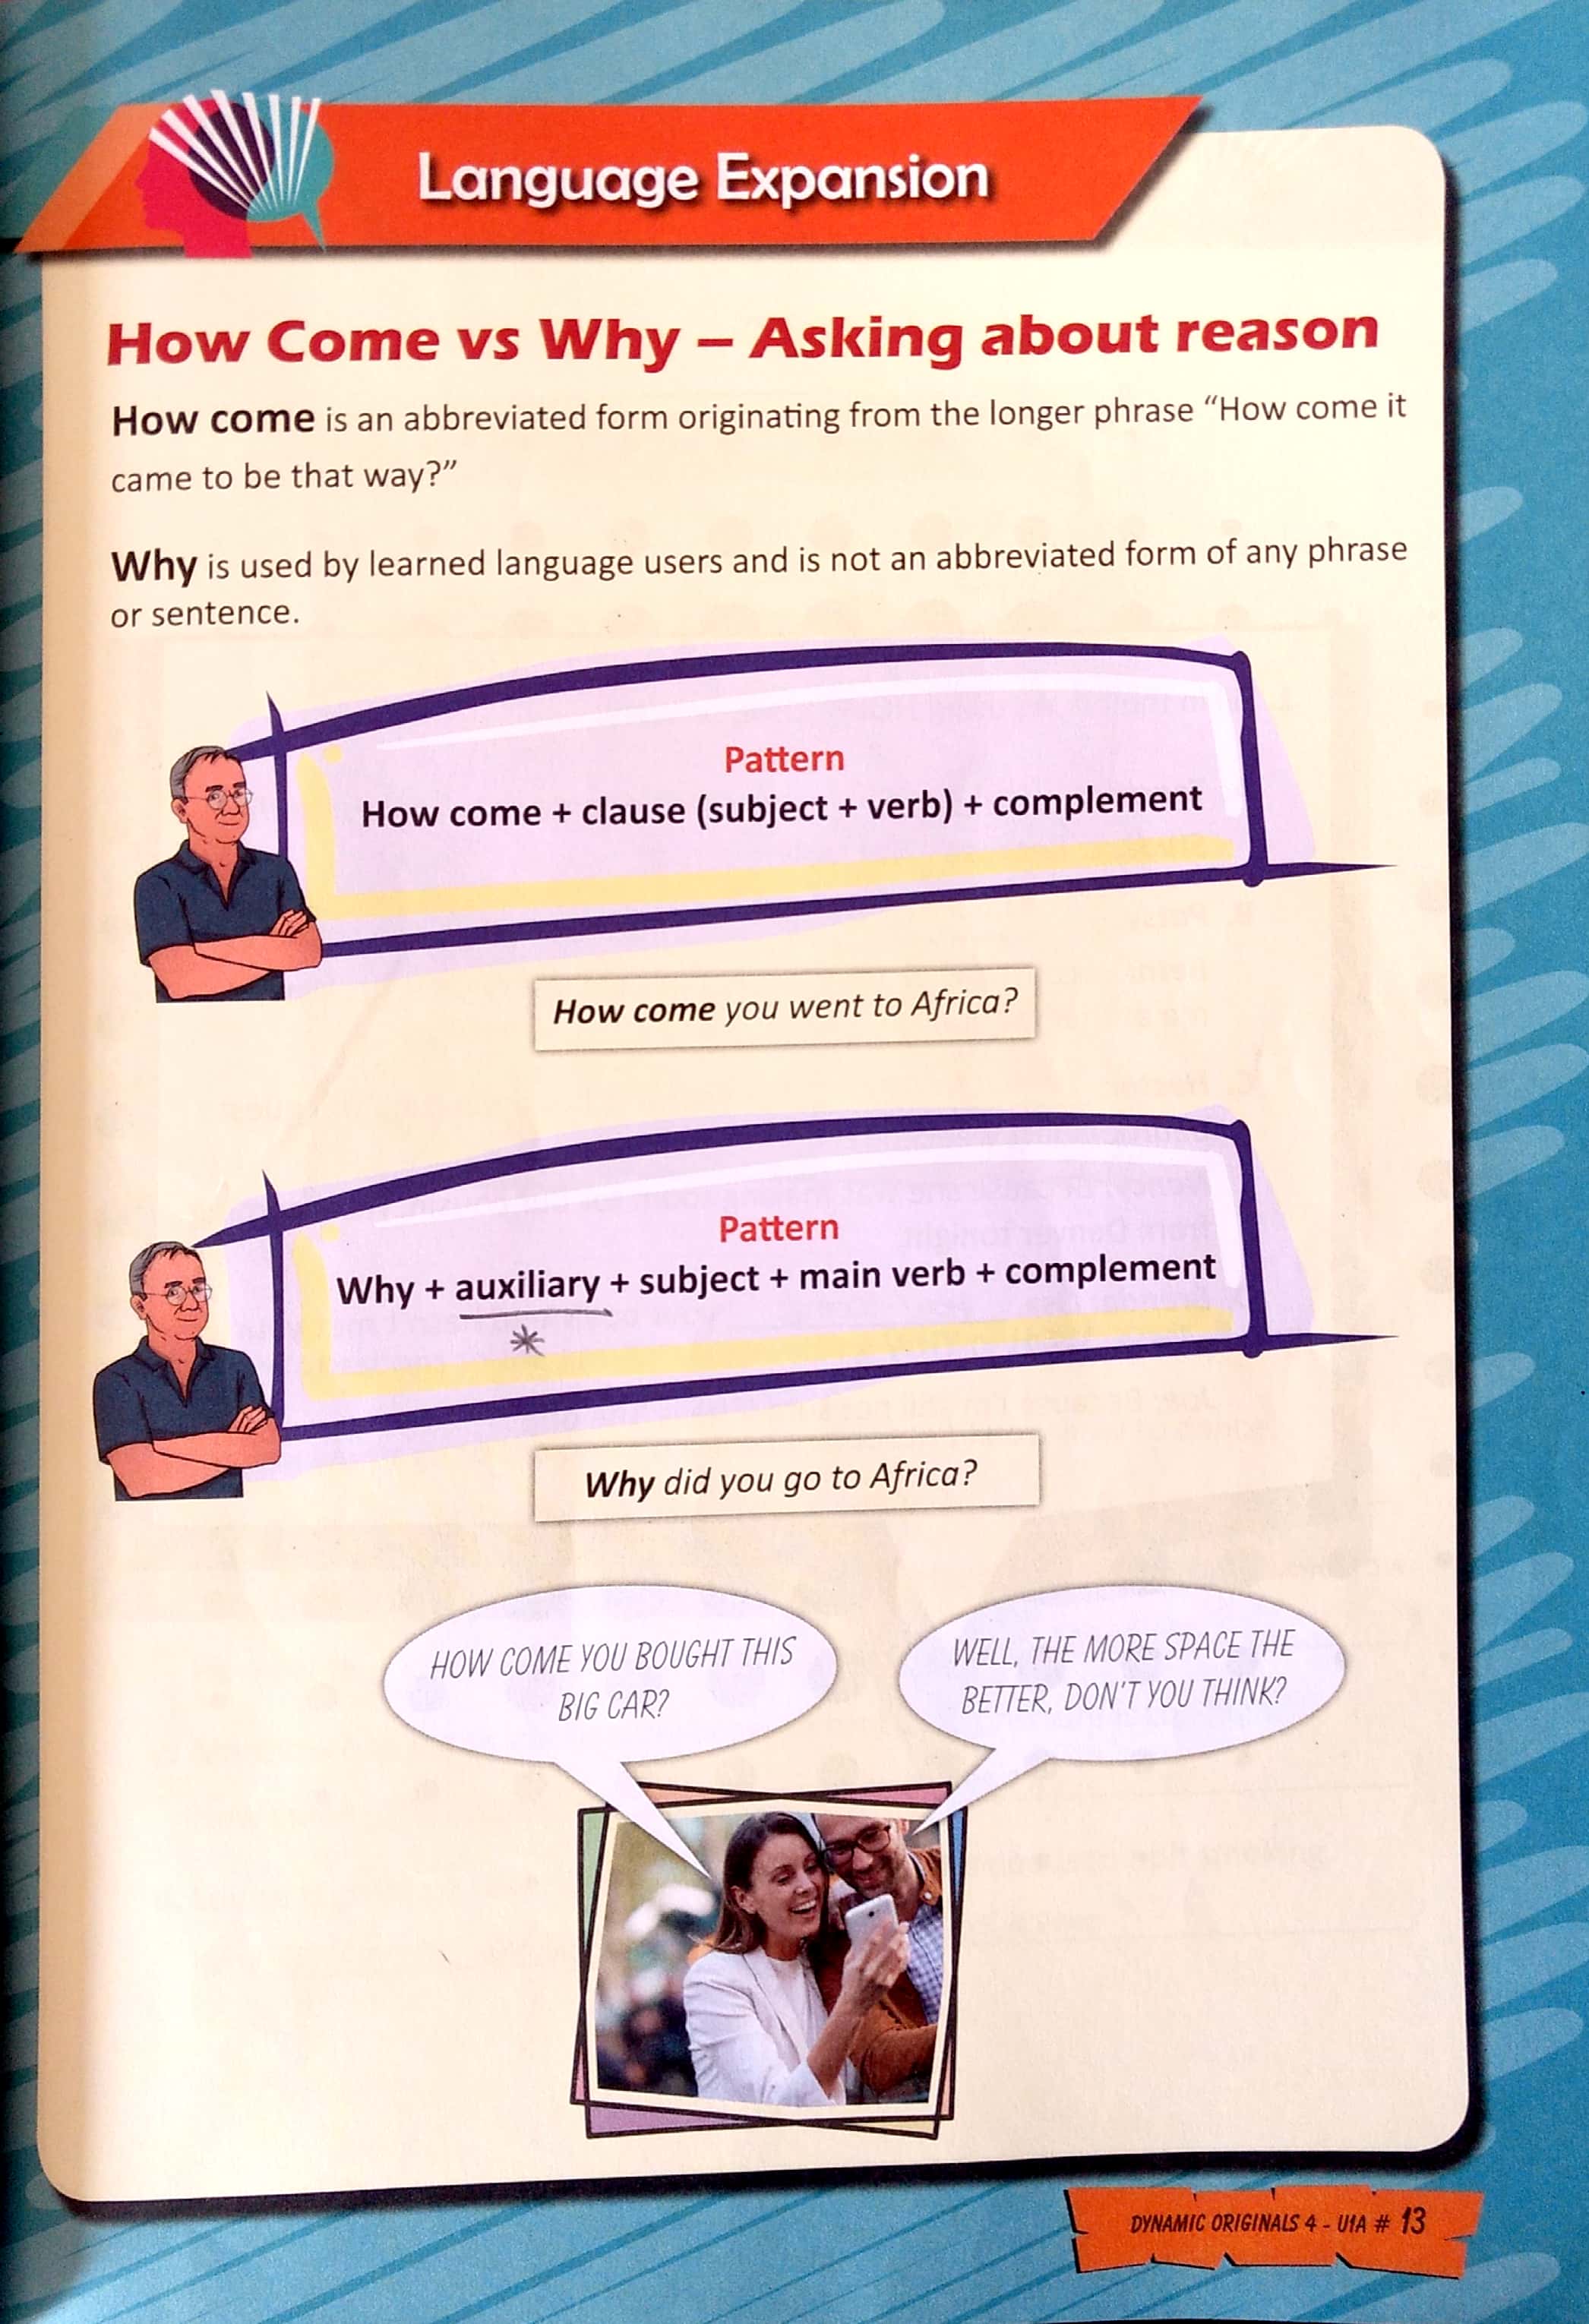 Language Expansion
How Come vs Why – Asking about reason
How come is an abbreviated form originating from the longer phrase “How come it
came to be that way?”
Why is used by learned language users and is not an abbreviated form of any phrase
or sentence.
Pattern
How come + clause (subject + verb) + complement
How come you went to Africa?
Pattern
Why + auxiliary + subject + main verb + complement
*
Why did you go to Africa?
HOW COME YOU BOUGHT THIS
BIG CAR?
WELL, THE MORE SPACE THE
BETTER, DON'T YOU THINK?
DYNAMIC ORIGINALS 4 - U1A # 13